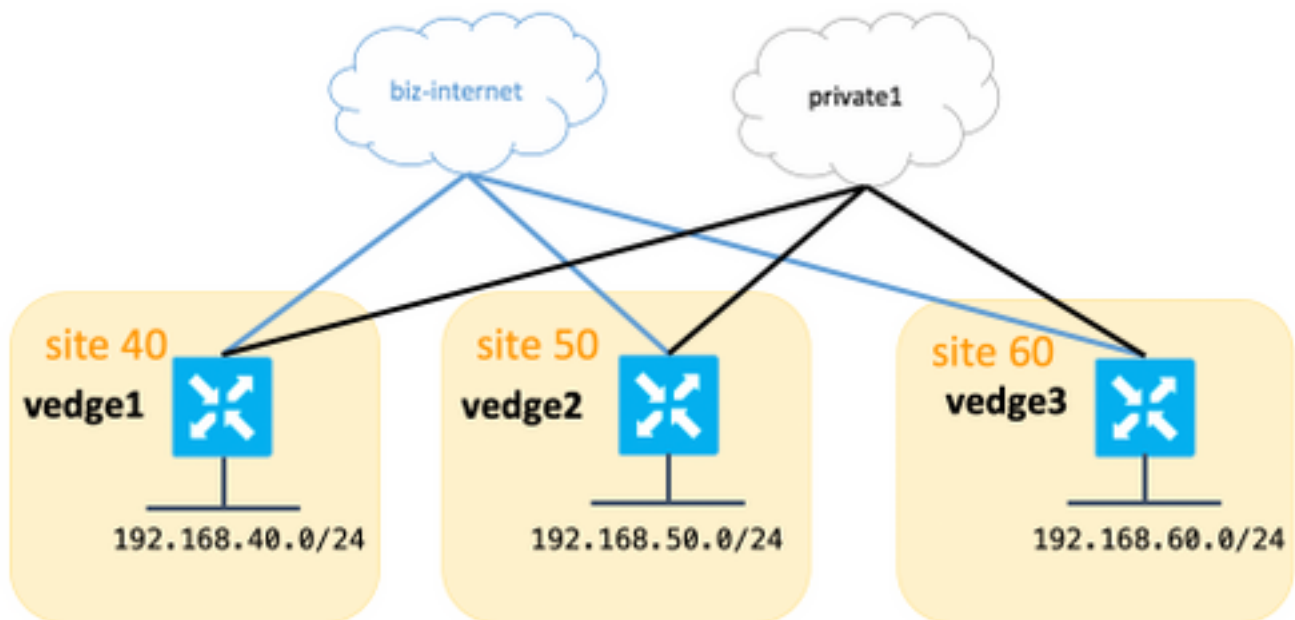 biz-internet
private1
site 40
vedge1
192.168.40.0/24
site 50
vedge2
192.168.50.0/24
site 60
vedge3
192.168.60.0/24